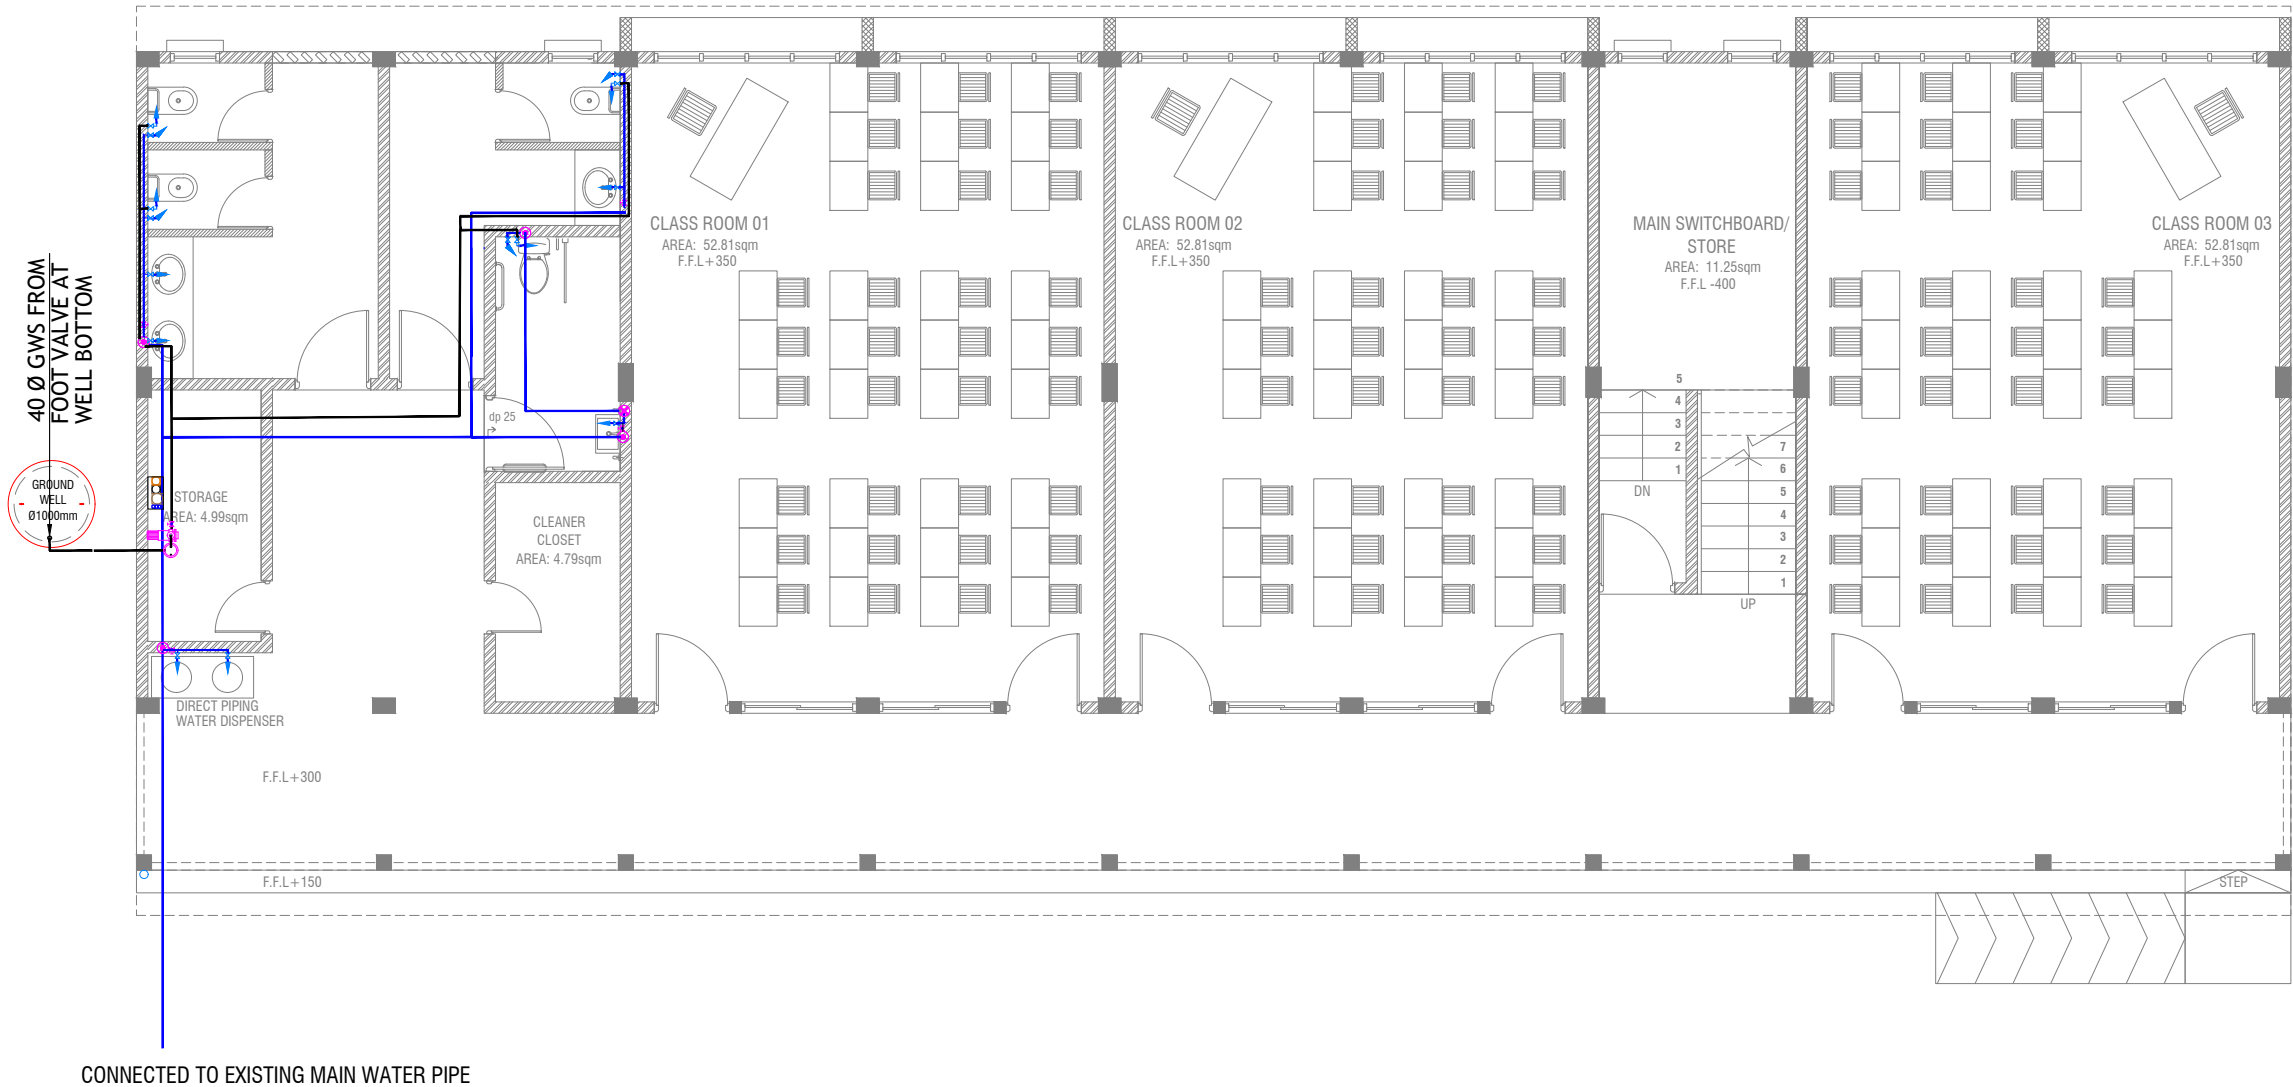 40 Ø GWS FROM
FOOT VALVE AT
WELL BOTTOM
GROUND
WELL
Ø1000mm
STORAGE
AREA: 4.99sqm
dp 25
CLEANER
CLOSET
AREA: 4.79sqm
DIRECT PIPING
WATER DISPENSER
F.F.L+300
F.F.L+150
CLASS ROOM 01
AREA: 52.81sqm
F.F.L+350
CLASS ROOM 02
AREA: 52.81sqm
F.F.L+350
MAIN SWITCHBOARD/
STORE
AREA: 11.25sqm
F.F.L -400
5
4
3
2
1
DN
7
6
5
4
3
2
1
UP
CLASS ROOM 03
AREA: 52.81sqm
F.F.L+350
STEP
CONNECTED TO EXISTING MAIN WATER PIPE